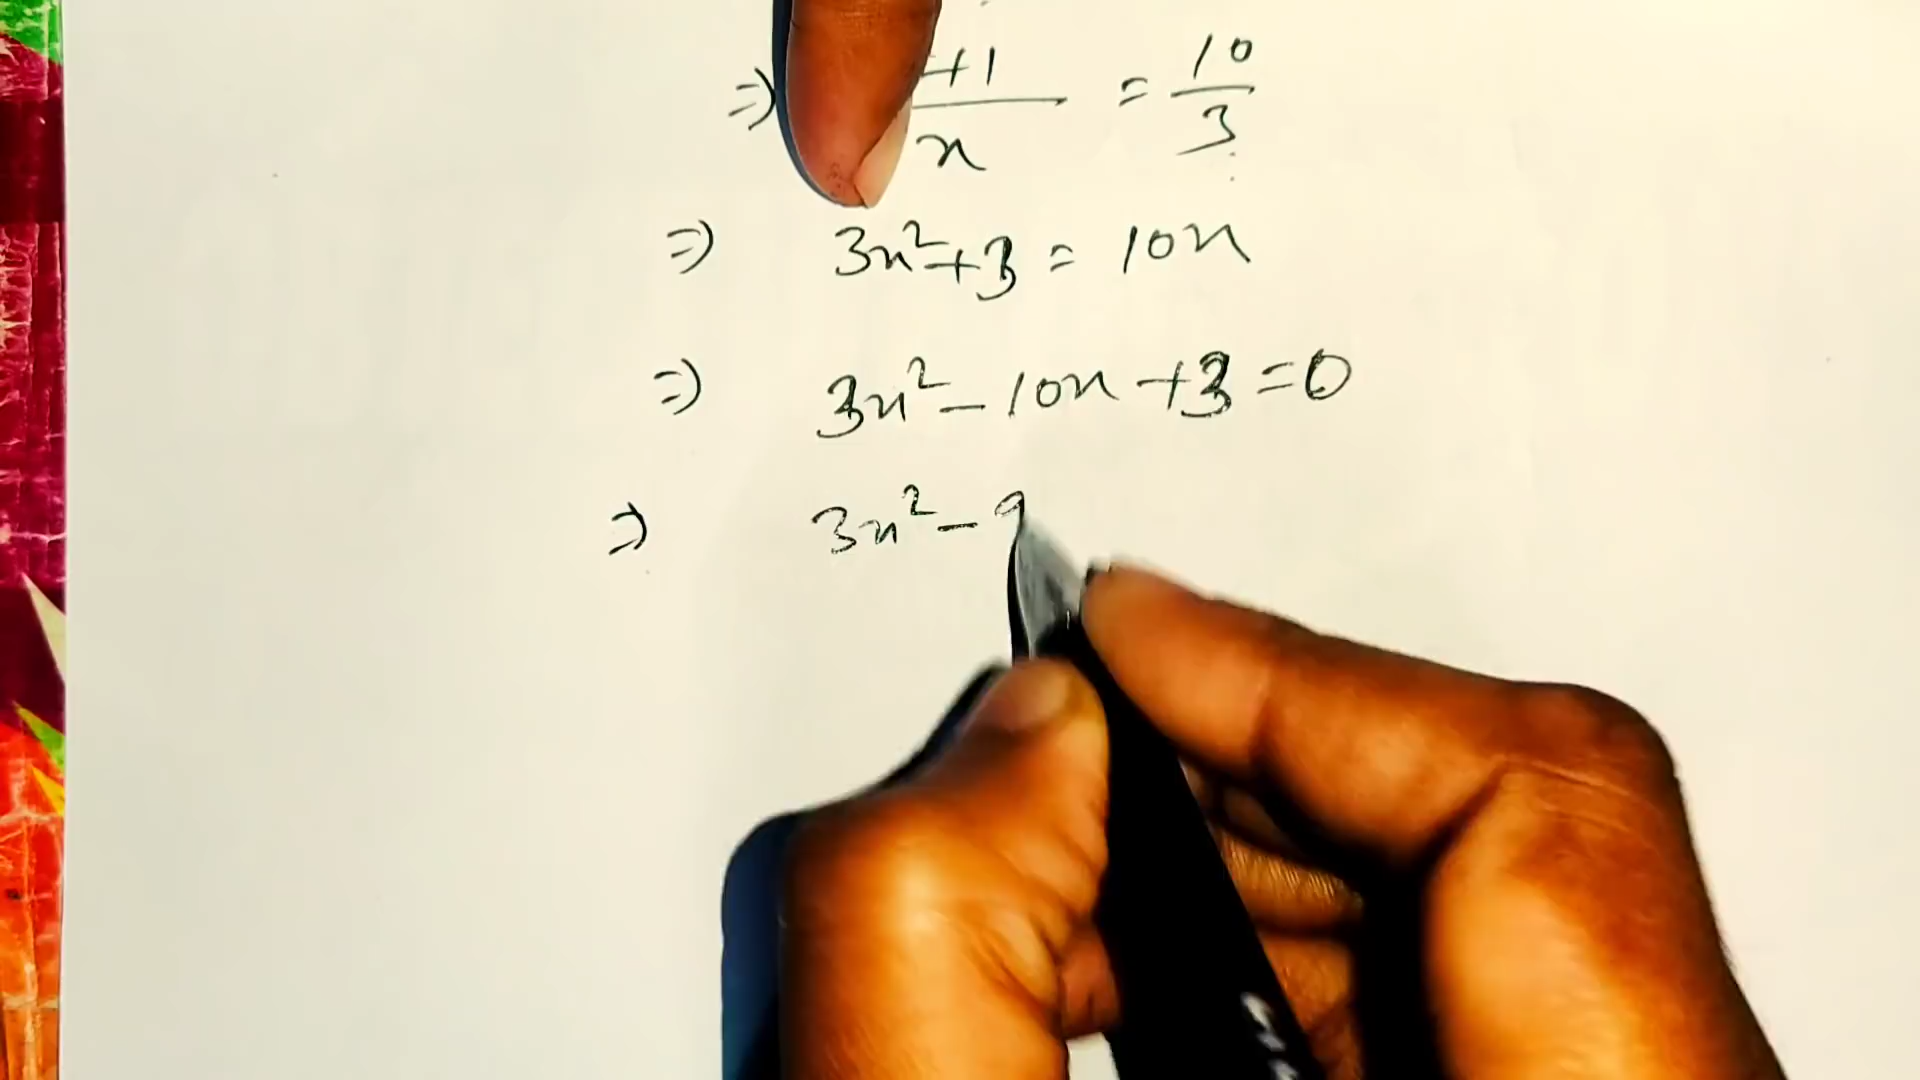 ⇒ +1/x = 10/3
⇒ 3x²+3 = 10x
⇒ 3x² - 10x + 3 = 0
⇒ 3x² - 9